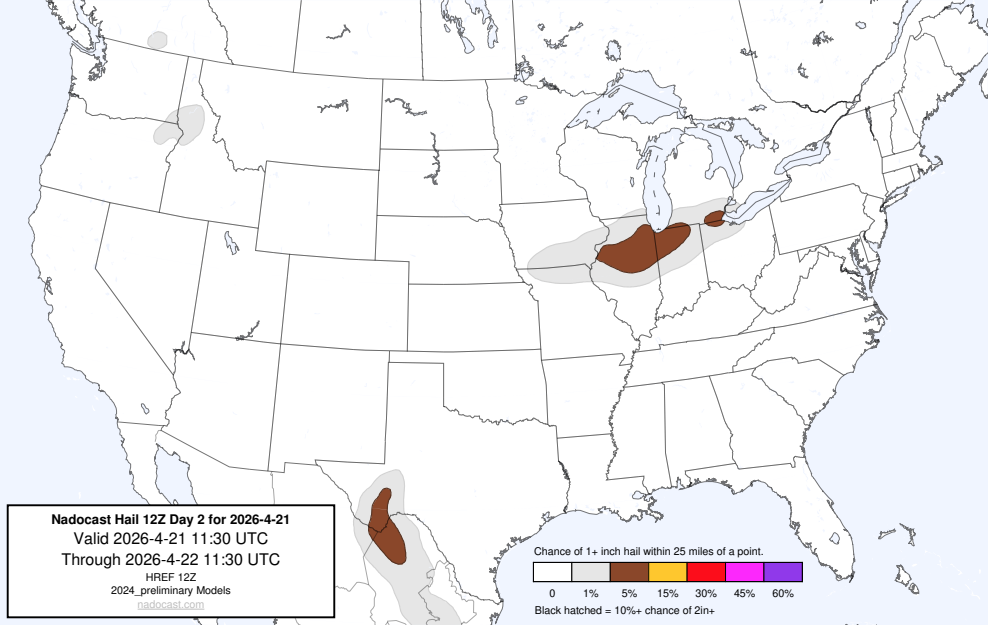 Nadocast Hail 12Z Day 2 for 2026-4-21
Valid 2026-4-21 11:30 UTC
Through 2026-4-22 11:30 UTC
HREF 12Z
2024_preliminary Models
nadocast.com
Chance of 1+ inch hail within 25 miles of a point.
0 1% 5% 15% 30% 45% 60%
Black hatched = 10%+ chance of 2in+